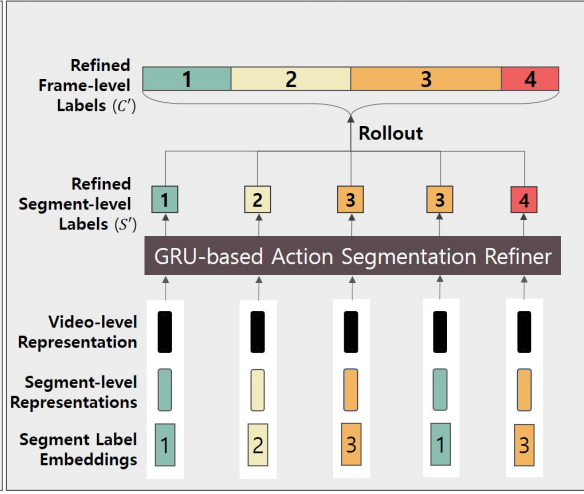 Refined
Frame-level
Labels (C′)
1 2 3 4
Rollout
Refined
Segment-level
Labels (S′)
1 2 3 3 4
GRU-based Action Segmentation Refiner
Video-level
Representation
Segment-level
Representations
Segment Label
Embeddings
1 2 3 1 3